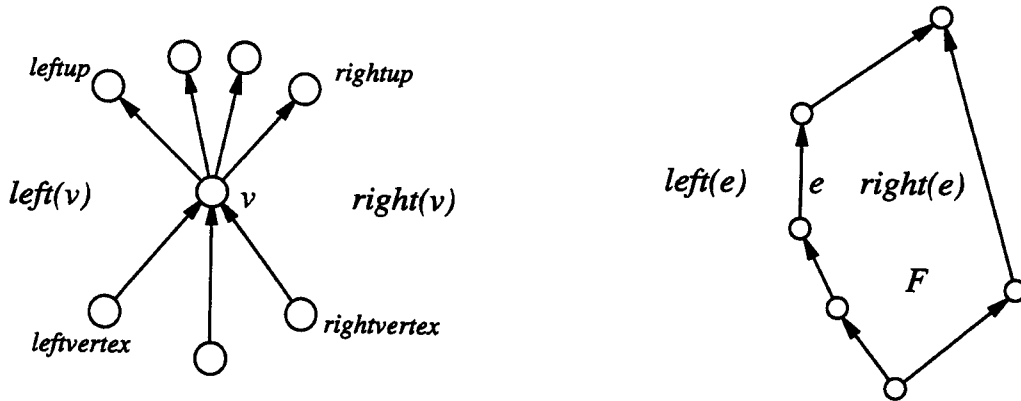 leftup
rightup
left(v)
v
right(v)
leftvertex
rightvertex
left(e)
e
right(e)
F